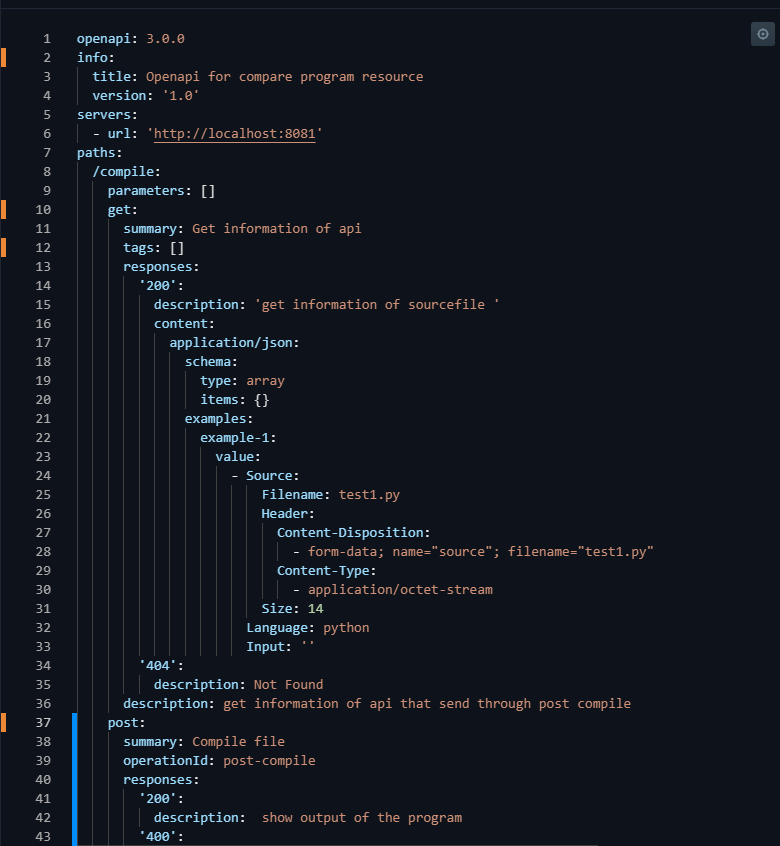 1 openapi: 3.0.0
2 info:
3 title: Openapi for compare program resource
4 version: '1.0'
5 servers:
6 - url: 'http://localhost:8081'
7 paths:
8 /compile:
9 parameters: []
10 get:
11 summary: Get information of api
12 tags: []
13 responses:
14 '200':
15 description: 'get information of sourcefile '
16 content:
17 application/json:
18 schema:
19 type: array
20 items: {}
21 examples:
22 example-1:
23 value:
24 - Source:
25 Filename: test1.py
26 Header:
27 Content-Disposition:
28 - form-data; name="source"; filename="test1.py"
29 Content-Type:
30 - application/octet-stream
31 Size: 14
32 Language: python
33 Input: ''
34 '404':
35 description: Not Found
36 description: get information of api that send through post compile
37 post:
38 summary: Compile file
39 operationId: post-compile
40 responses:
41 '200':
42 description:  show output of the program
43 '400':